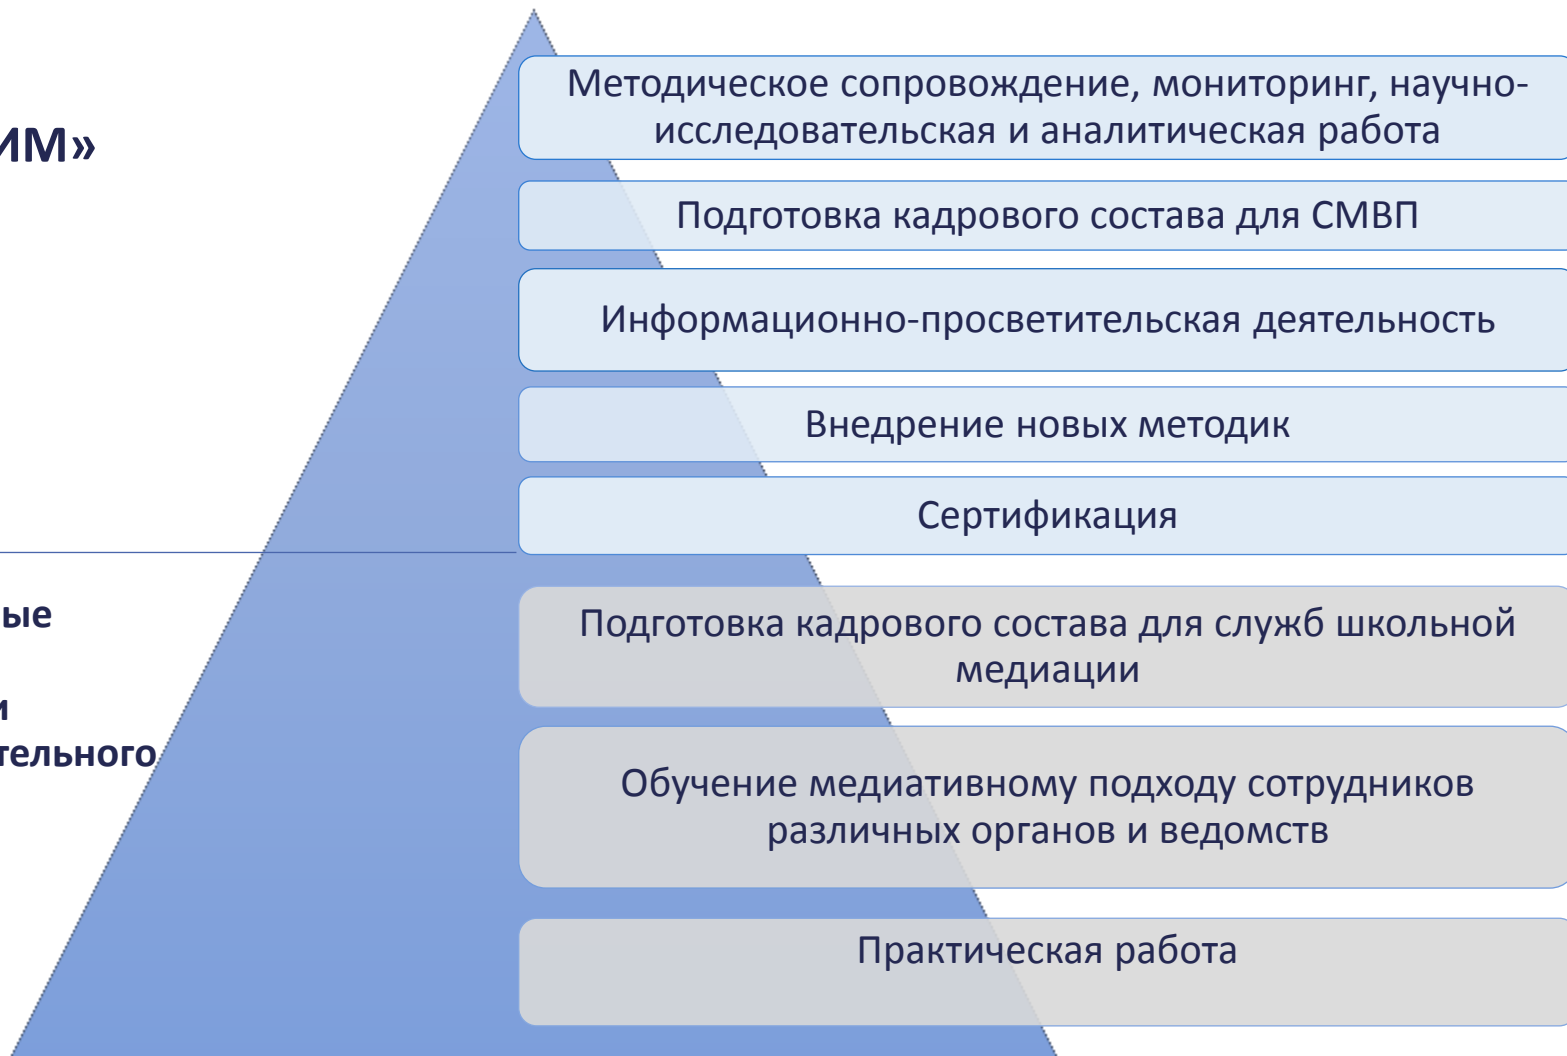 Методическое сопровождение, мониторинг, научно-
исследовательская и аналитическая работа
ИМ»
Подготовка кадрового состава для СМВП
Информационно-просветительская деятельность
Внедрение новых методик
Сертификация
ые
Подготовка кадрового состава для служб школьной
медиации
и
тельного
Обучение медиативному подходу сотрудников
различных органов и ведомств
Практическая работа